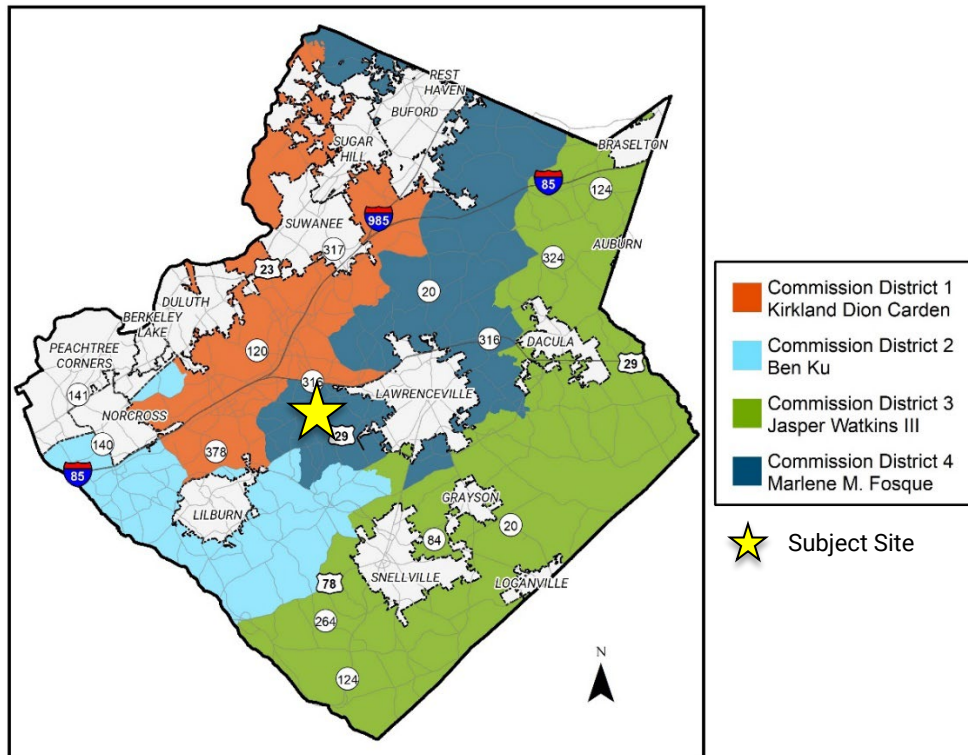 REST
HAVEN
BUFORD
SUGAR
HILL
BRASELTON
85
124
SUWANEE
985
317
AUBURN
324
23
20
DULUTH
BERKELEY
LAKE
PEACHTREE
CORNERS
120
316
DACULA
29
141
316
LAWRENCEVILLE
NORCROSS
29
140
378
85
LILBURN
GRAYSON
20
84
SNELLVILLE
LOGANVILLE
78
264
124
N
Commission District 1
Kirkland Dion Carden
Commission District 2
Ben Ku
Commission District 3
Jasper Watkins III
Commission District 4
Marlene M. Fosque
Subject Site